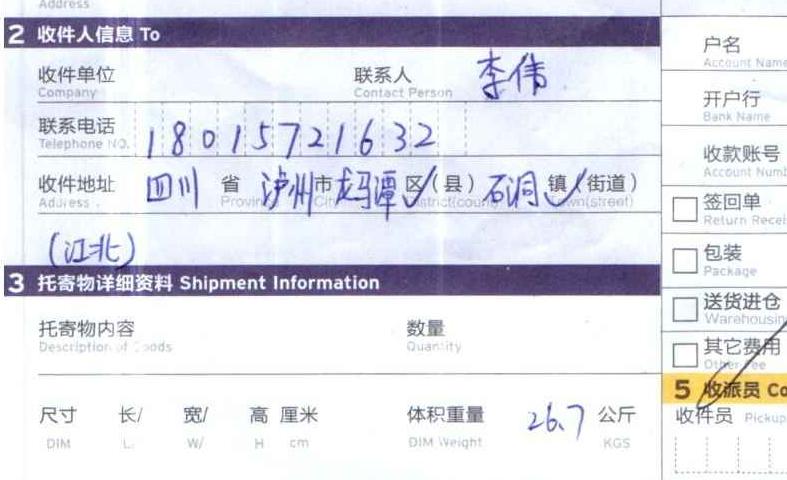 Address
2 收件人信息 To
收件单位 联系人 李伟
Company Contact Person
联系电话 18015721632
Telephone NO.
收件地址 四川 省 泸州 市 龙马潭 区(县) 石洞 镇(街道)
Address Province City District(county) Town(street)
(江北)
3 托寄物详细资料 Shipment Information
托寄物内容 数量
Description of Goods Quantity
尺寸 长/ 宽/ 高 厘米 体积重量 26.7 公斤
DIM L/ W/ H cm DIM Weight KGS
户名
Account Name
开户行
Bank Name
收款账号
Account
签回单
Return
包装
Package
送货进仓
其它费用
Other Fee
5 收派员
收件员 Pickup